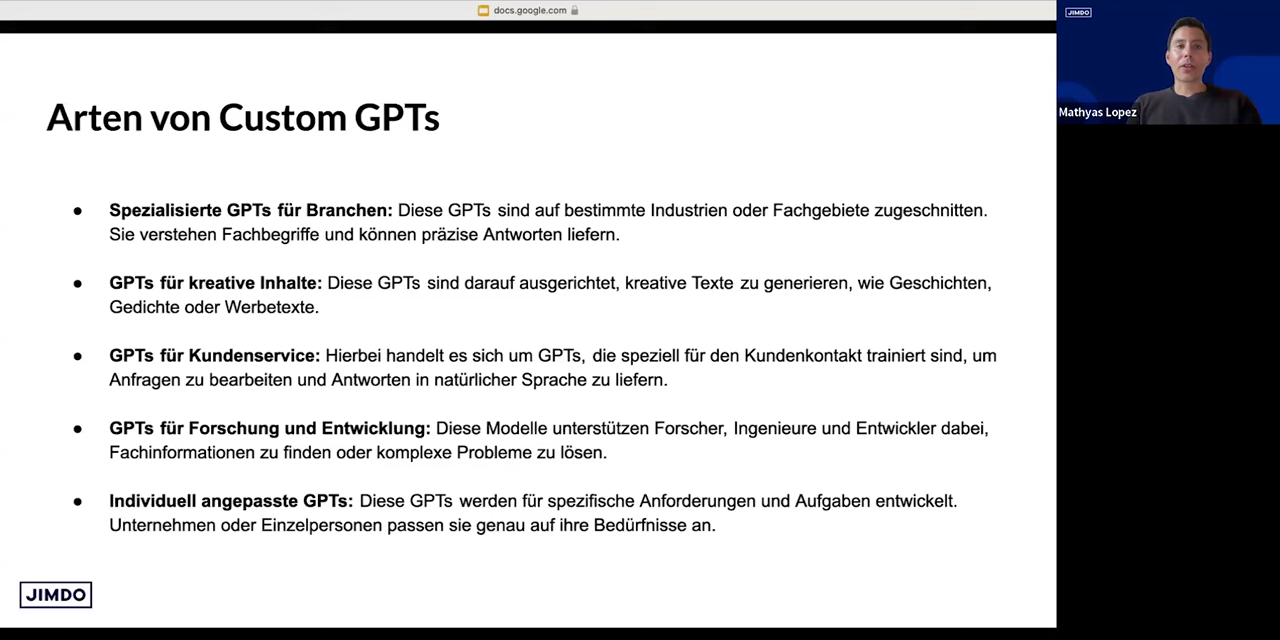 docs.google.com
Arten von Custom GPTs
● Spezialisierte GPTs für Branchen: Diese GPTs sind auf bestimmte Industrien oder Fachgebiete zugeschnitten.
Sie verstehen Fachbegriffe und können präzise Antworten liefern.
● GPTs für kreative Inhalte: Diese GPTs sind darauf ausgerichtet, kreative Texte zu generieren, wie Geschichten,
Gedichte oder Werbetexte.
● GPTs für Kundenservice: Hierbei handelt es sich um GPTs, die speziell für den Kundenkontakt trainiert sind, um
Anfragen zu bearbeiten und Antworten in natürlicher Sprache zu liefern.
● GPTs für Forschung und Entwicklung: Diese Modelle unterstützen Forscher, Ingenieure und Entwickler dabei,
Fachinformationen zu finden oder komplexe Probleme zu lösen.
● Individuell angepasste GPTs: Diese GPTs werden für spezifische Anforderungen und Aufgaben entwickelt.
Unternehmen oder Einzelpersonen passen sie genau auf ihre Bedürfnisse an.
JIMDO
JIMDO
Mathyas Lopez